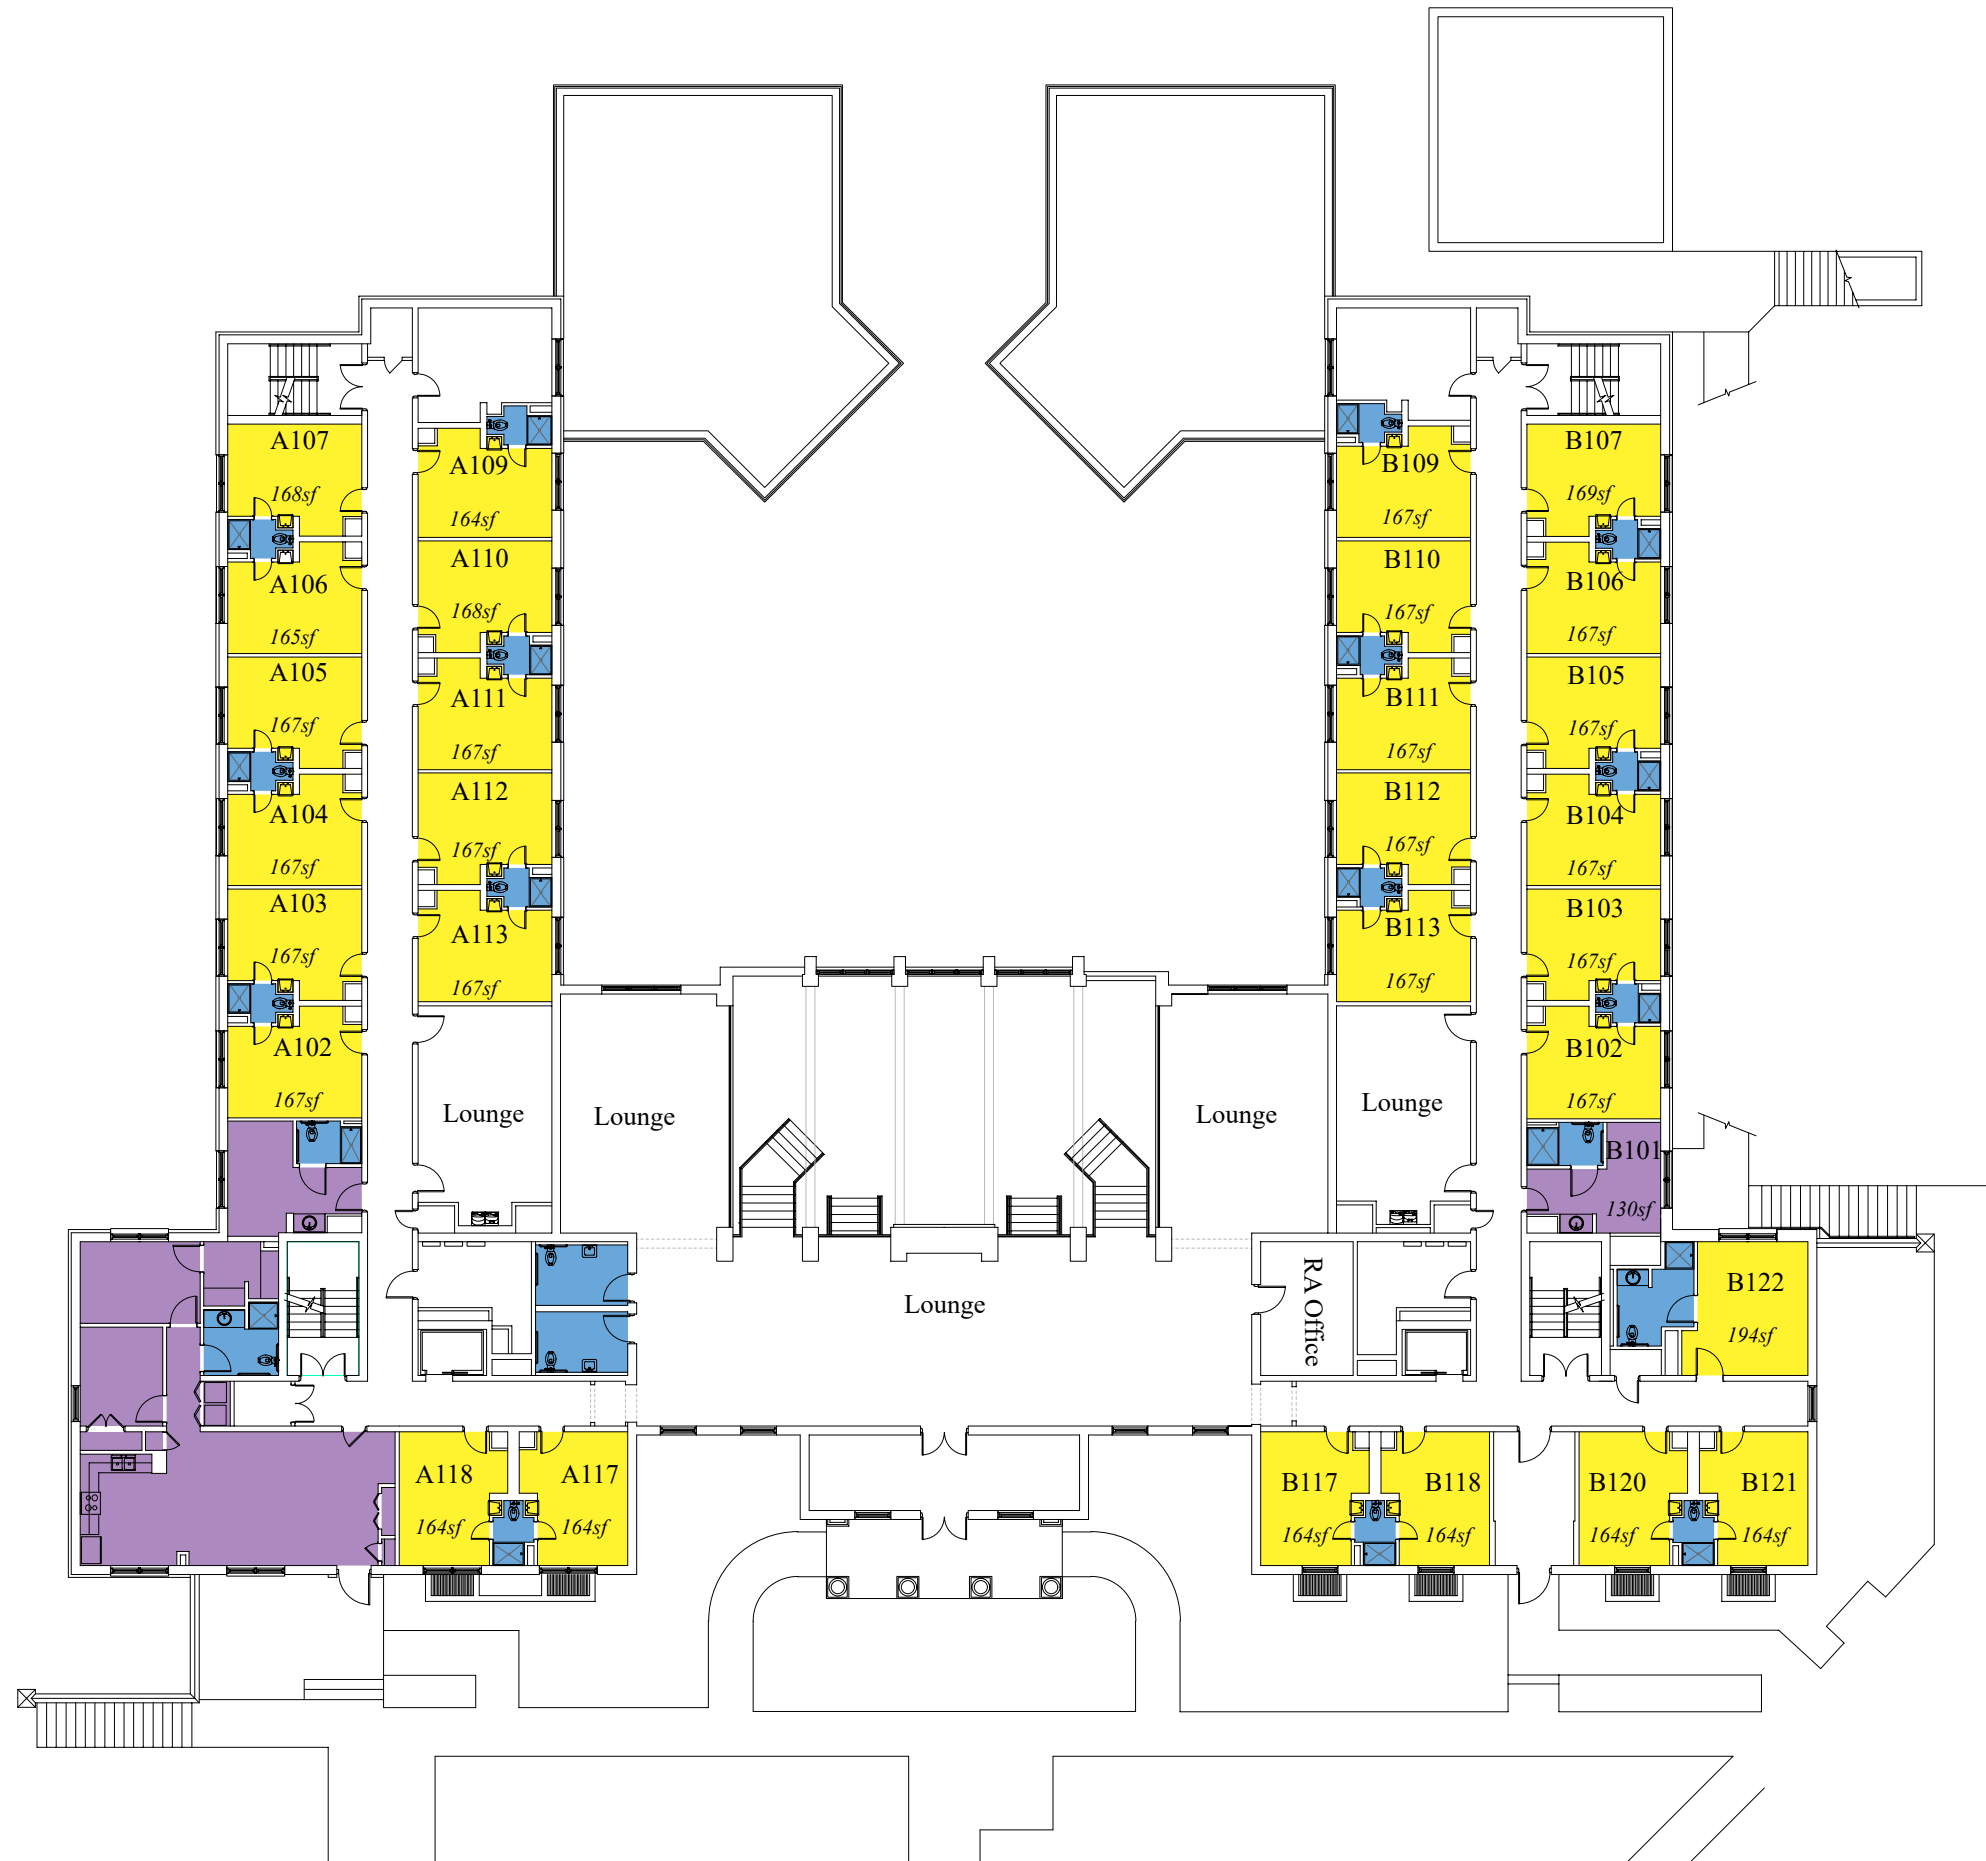 A107
168sf
A106
165sf
A105
167sf
A104
167sf
A103
167sf
A102
167sf
A109
164sf
A110
168sf
A111
167sf
A112
167sf
A113
167sf
Lounge
Lounge
Lounge
Lounge
Lounge
RA Office
B109
167sf
B110
167sf
B111
167sf
B112
167sf
B113
167sf
B107
169sf
B106
167sf
B105
167sf
B104
167sf
B103
167sf
B102
167sf
B101
130sf
B122
194sf
A118
164sf
A117
164sf
B117
164sf
B118
164sf
B120
164sf
B121
164sf